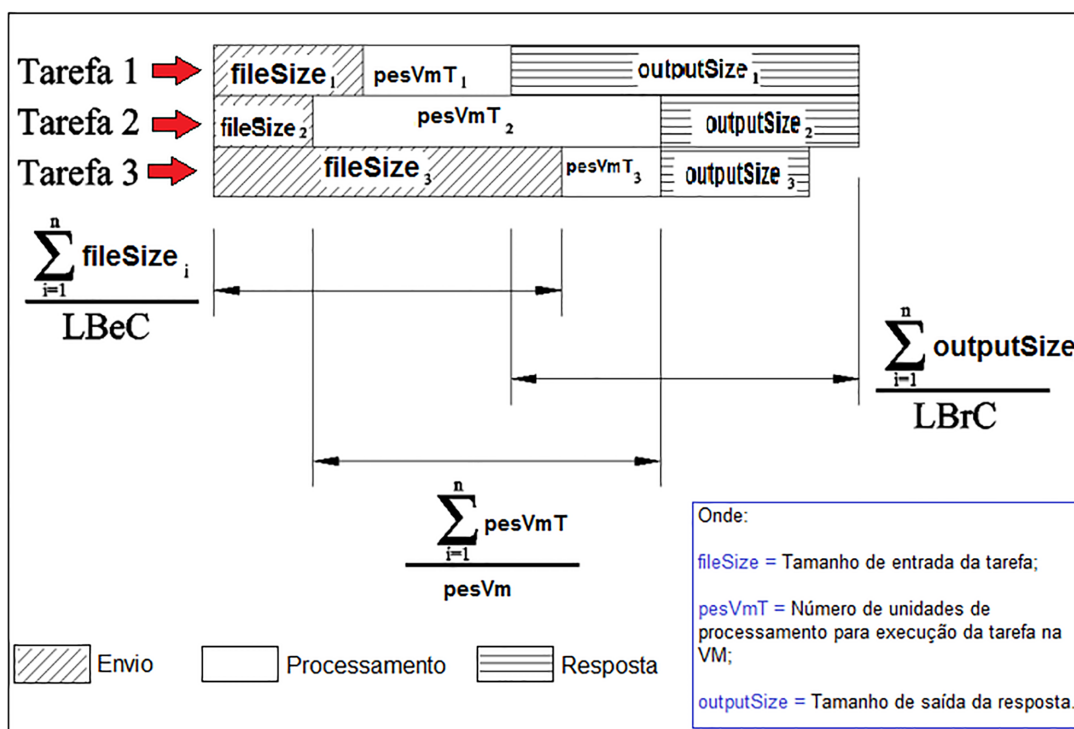 Tarefa 1
fileSize 1
pesVmT 1
outputSize 1
Tarefa 2
fileSize 2
pesVmT 2
outputSize 2
Tarefa 3
fileSize 3
pesVmT 3
outputSize 3
n
∑ fileSize i
i=1
LBeC
n
∑ outputSize
i=1
LBrC
n
∑ pesVmT
i=1
pesVm
Onde:
fileSize = Tamanho de entrada da tarefa;
pesVmT = Número de unidades de
processamento para execução da tarefa na
VM;
outputSize = Tamanho de saída da resposta.
Envio
Processamento
Resposta